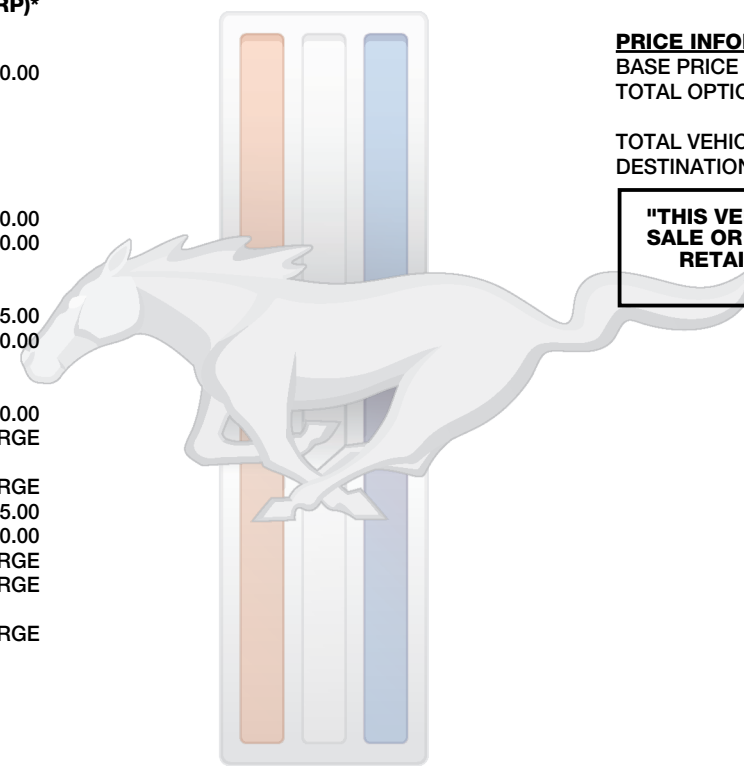 RP)*
0.00
0.00
0.00
5.00
0.00
0.00
RGE
RGE
5.00
0.00
RGE
RGE
RGE
PRICE INFO
BASE PRICE
TOTAL OPTIO
TOTAL VEHIC
DESTINATION
"THIS VE
SALE OR
RETAI